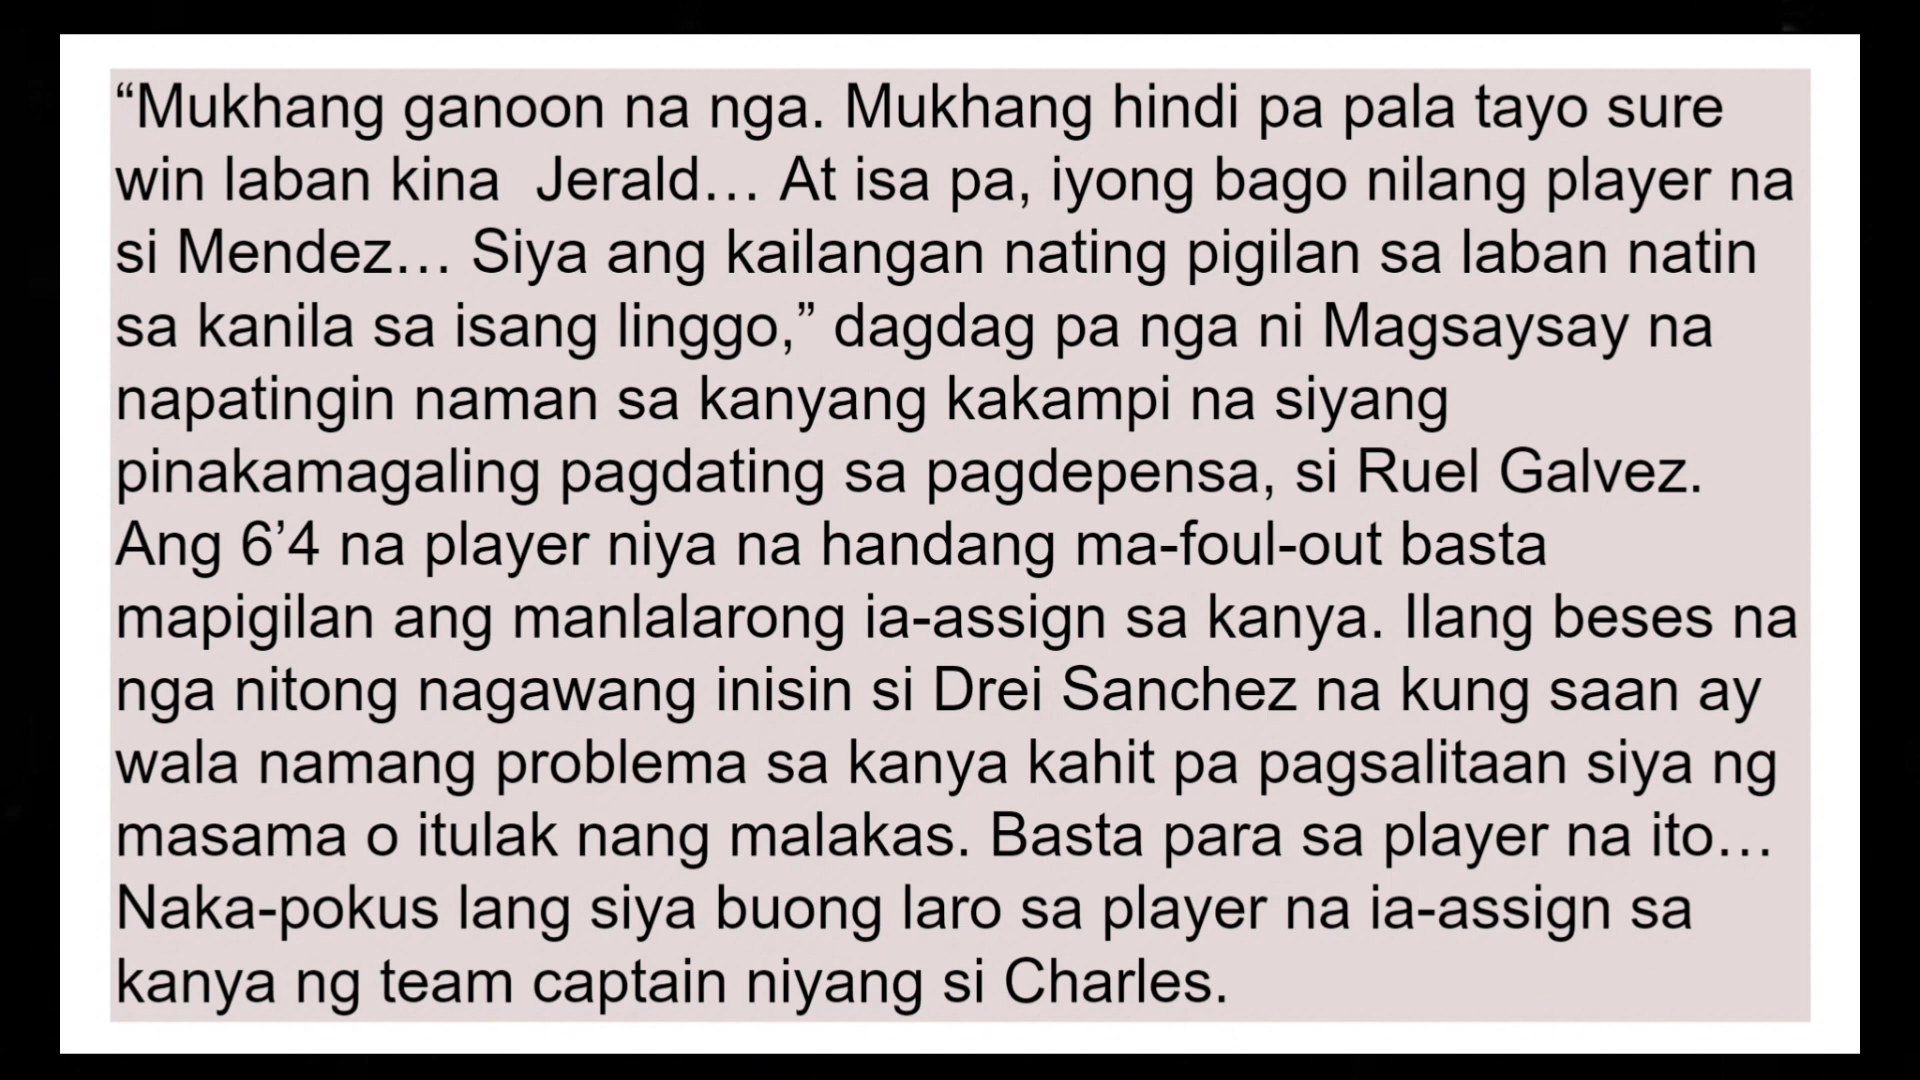 “Mukhang ganoon na nga. Mukhang hindi pa pala tayo sure
win laban kina  Jerald… At isa pa, iyong bago nilang player na
si Mendez… Siya ang kailangan nating pigilan sa laban natin
sa kanila sa isang linggo,” dagdag pa nga ni Magsaysay na
napatingin naman sa kanyang kakampi na siyang
pinakamagaling pagdating sa pagdepensa, si Ruel Galvez.
Ang 6’4 na player niya na handang ma-foul-out basta
mapigilan ang manlalarong ia-assign sa kanya. Ilang beses na
nga nitong nagawang inisin si Drei Sanchez na kung saan ay
wala namang problema sa kanya kahit pa pagsalitaan siya ng
masama o itulak nang malakas. Basta para sa player na ito…
Naka-pokus lang siya buong laro sa player na ia-assign sa
kanya ng team captain niyang si Charles.